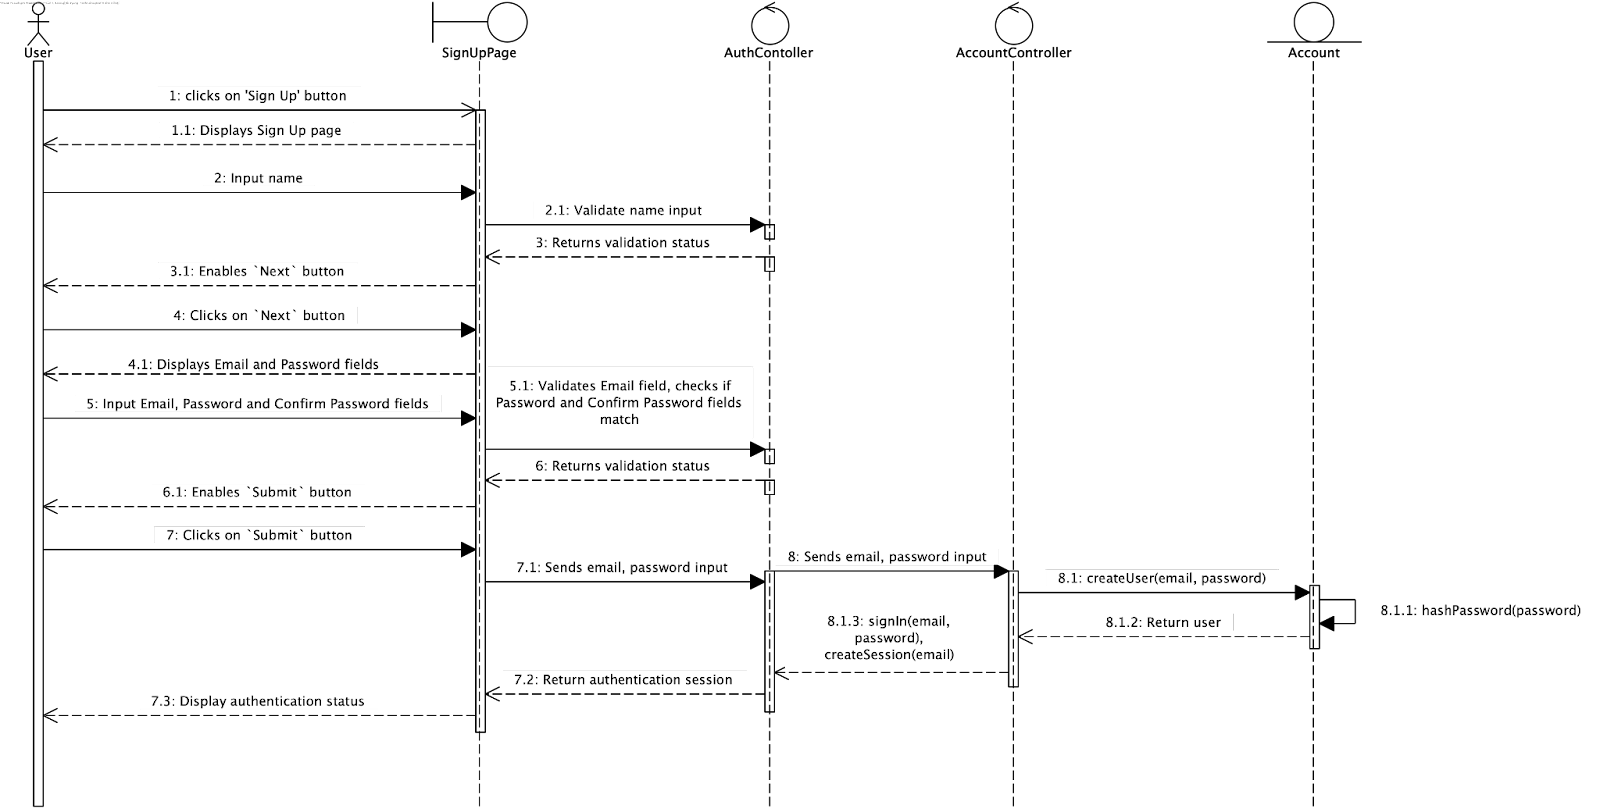 User
SignUpPage
AuthContoller
AccountController
Account
1: clicks on 'Sign Up' button
1.1: Displays Sign Up page
2: Input name
2.1: Validate name input
3: Returns validation status
3.1: Enables `Next` button
4: Clicks on `Next` button
4.1: Displays Email and Password fields
5: Input Email, Password and Confirm Password fields
5.1: Validates Email field, checks if
Password and Confirm Password fields
match
6: Returns validation status
6.1: Enables `Submit` button
7: Clicks on `Submit` button
7.1: Sends email, password input
8: Sends email, password input
8.1: createUser(email, password)
8.1.1: hashPassword(password)
8.1.2: Return user
8.1.3: signIn(email,
password),
createSession(email)
7.2: Return authentication session
7.3: Display authentication status